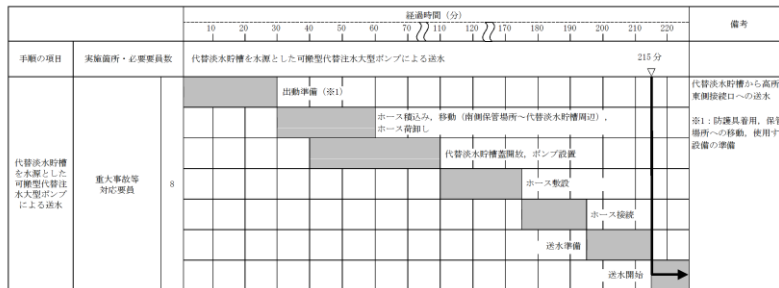 経過時間（分）
備考
10 20 30 40 50 60 70 80 90 100 110 120 170 180 190 200 210 220
手順の項目
実施箇所・必要要員数
代替淡水貯槽を水源とした可搬型代替注水大型ポンプによる送水
215分
代替淡水貯槽
を水源とした
可搬型代替注
水大型ポンプ
による送水
重大事故等
対応要員
8
出動準備（※1）
ホース積込み，移動（南側保管場所～代替淡水貯槽周辺），
ホース荷卸し
代替淡水貯槽蓋開放，ポンプ設置
ホース敷設
ホース接続
送水準備
送水開始
代替淡水貯槽から高所
東側接続口への送水
※1：防護具着用，保管
場所への移動，使用す
設備の準備